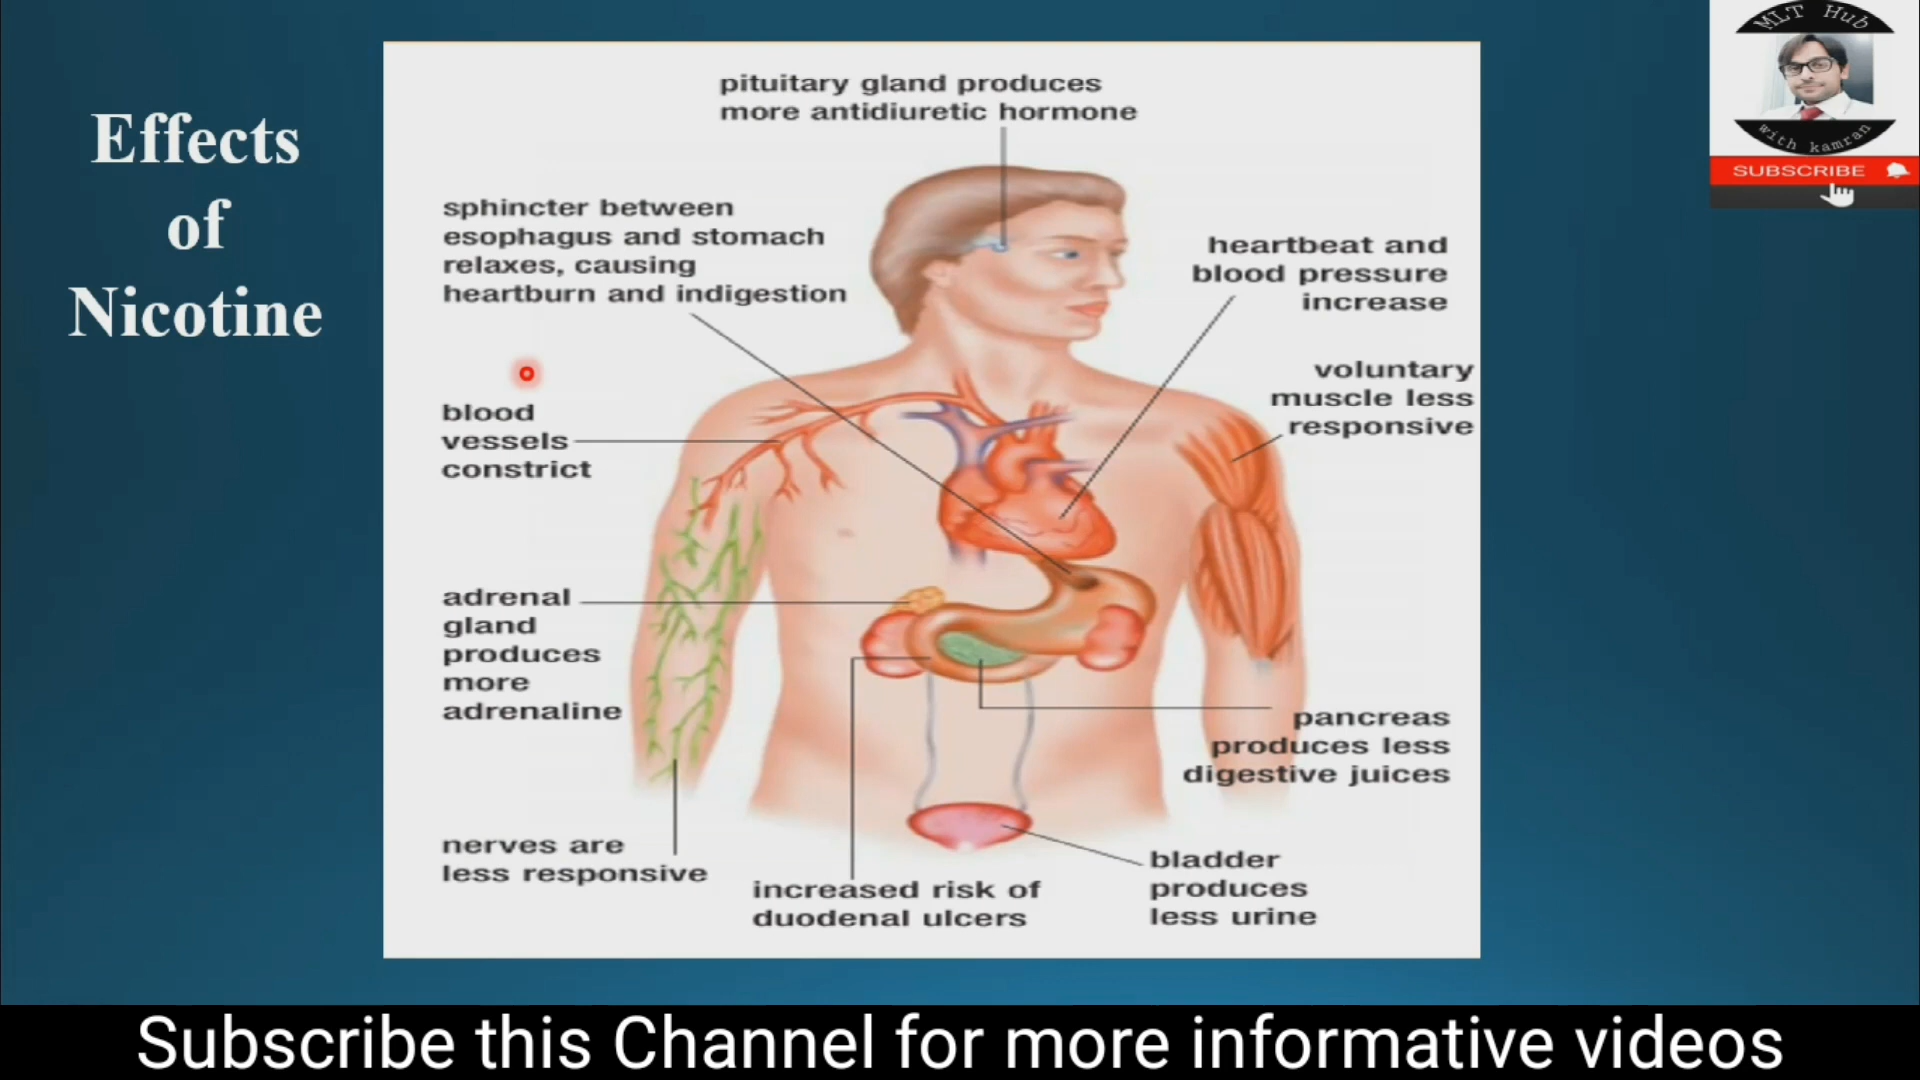 Effects
of
Nicotine
pituitary gland produces
more antidiuretic hormone
sphincter between
esophagus and stomach
relaxes, causing
heartburn and indigestion
heartbeat and
blood pressure
increase
voluntary
muscle less
responsive
blood
vessels
constrict
adrenal
gland
produces
more
adrenaline
pancreas
produces less
digestive juices
nerves are
less responsive
increased risk of
duodenal ulcers
bladder
produces
less urine
MLT Hub
with kamran
SUBSCRIBE
Subscribe this Channel for more informative videos